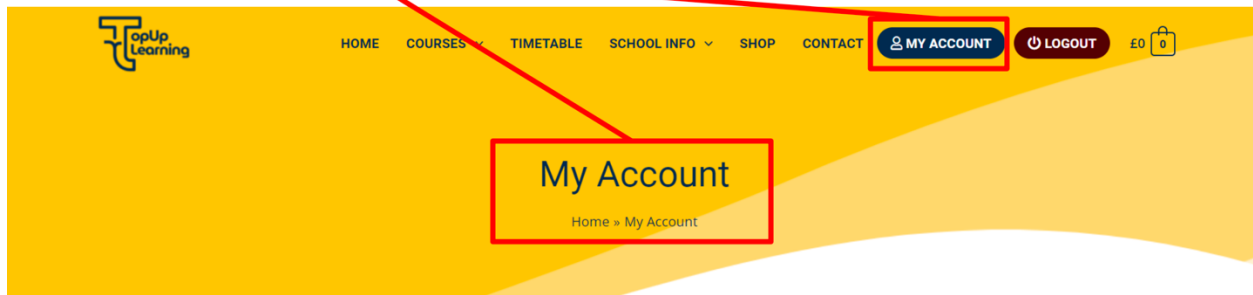 TopUp
Learning
HOME COURSES TIMETABLE SCHOOL INFO SHOP CONTACT MY ACCOUNT LOGOUT £0 0
My Account
Home » My Account